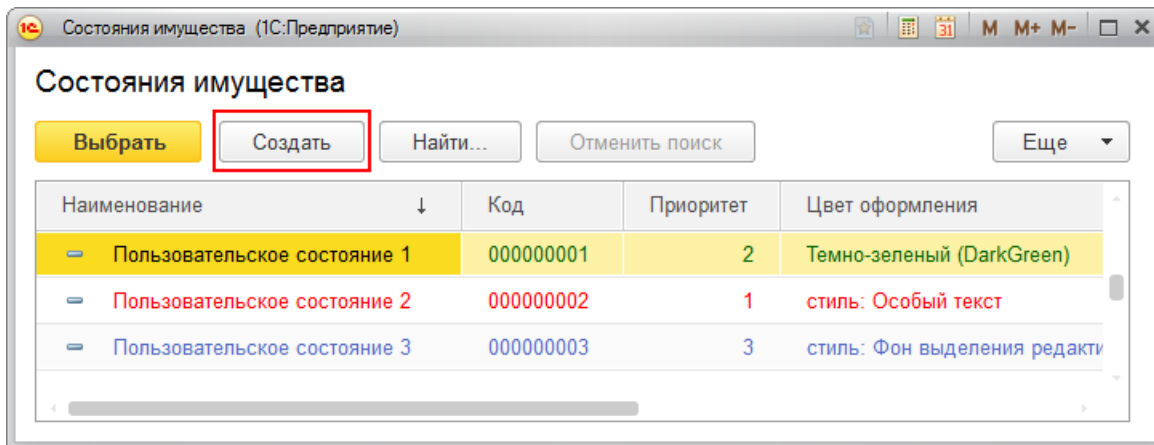 1С Состояния имущества (1С:Предприятие) 31 M M+ M-
Состояния имущества
Выбрать Создать Найти... Отменить поиск Еще
Наименование ↓ Код Приоритет Цвет оформления
Пользовательское состояние 1 000000001 2 Темно-зеленый (DarkGreen)
Пользовательское состояние 2 000000002 1 стиль: Особый текст
Пользовательское состояние 3 000000003 3 стиль: Фон выделения редакти